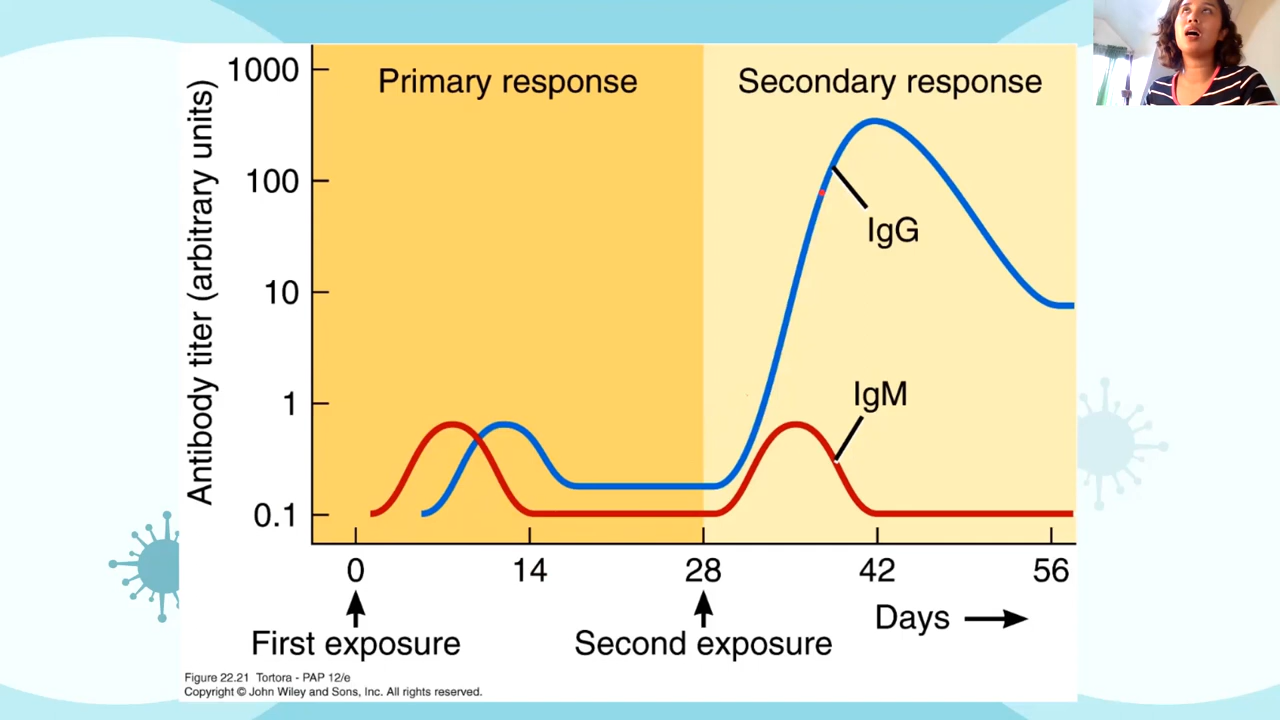 Primary response
Secondary response
Antibody titer (arbitrary units)
1000
100
10
1
0.1
IgG
IgM
0
14
28
42
56
Days
First exposure
Second exposure
Figure 22.21 Tortora - PAP 12/e
Copyright © John Wiley and Sons, Inc. All rights reserved.